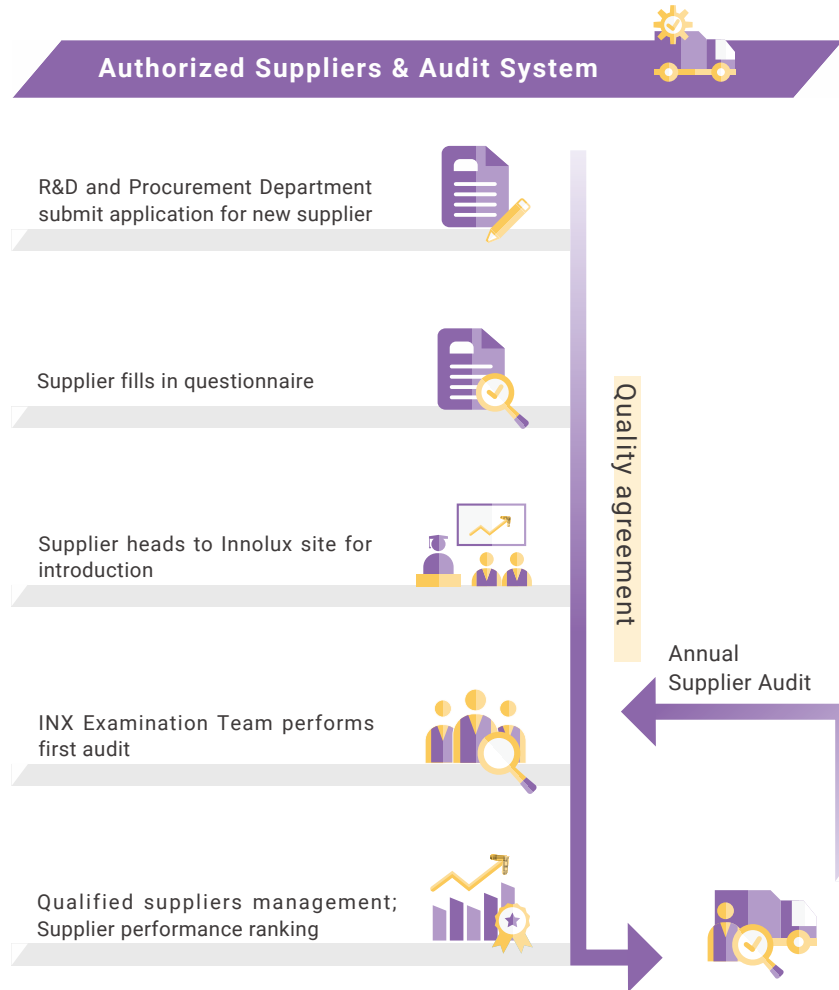 Authorized Suppliers & Audit System
R&D and Procurement Department
submit application for new supplier
Supplier fills in questionnaire
Supplier heads to Innolux site for
introduction
INX Examination Team performs
first audit
Qualified suppliers management;
Supplier performance ranking
Quality agreement
Annual
Supplier Audit